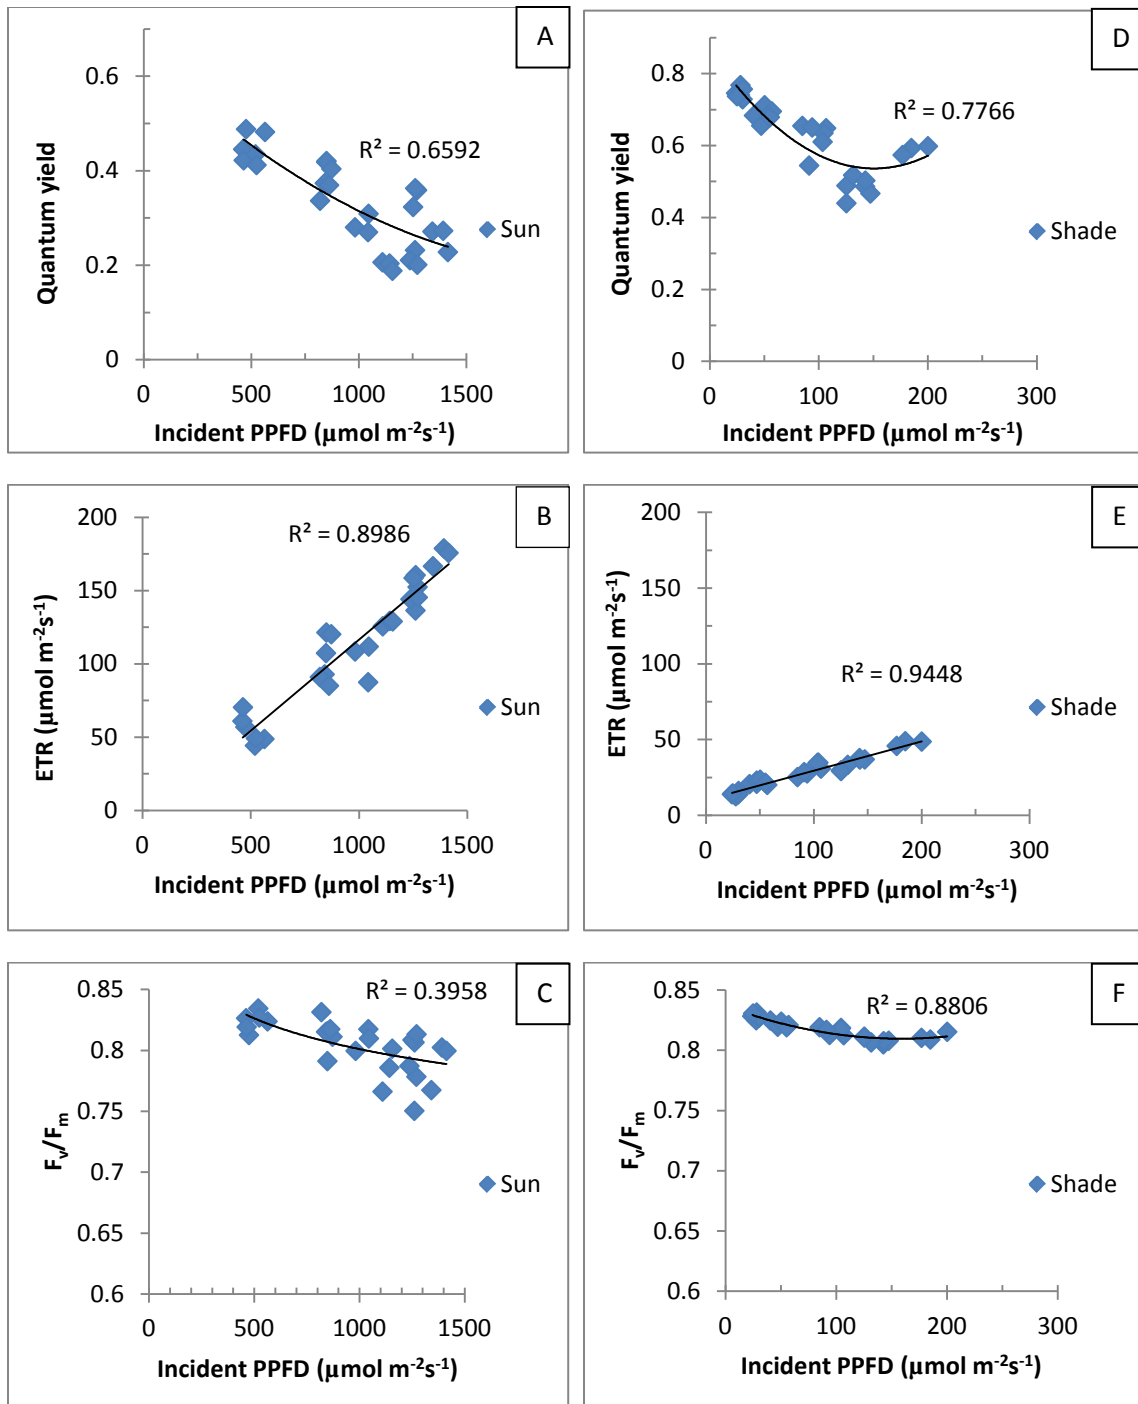 A
0.6
0.4
0.2
0
Quantum yield
R² = 0.6592
Sun
0 500 1000 1500
Incident PPFD (µmol m⁻²s⁻¹)
D
0.8
0.6
0.4
0.2
0
Quantum yield
R² = 0.7766
Shade
0 100 200 300
Incident PPFD (µmol m⁻²s⁻¹)
B
200
150
100
50
0
ETR (µmol m⁻²s⁻¹)
R² = 0.8986
Sun
0 500 1000 1500
Incident PPFD (µmol m⁻²s⁻¹)
E
200
150
100
50
0
ETR (µmol m⁻²s⁻¹)
R² = 0.9448
Shade
0 100 200 300
Incident PPFD (µmol m⁻²s⁻¹)
C
0.85
0.8
0.75
0.7
0.65
0.6
Fᵥ/Fₘ
R² = 0.3958
Sun
0 500 1000 1500
Incident PPFD (µmol m⁻²s⁻¹)
F
0.85
0.8
0.75
0.7
0.65
0.6
Fᵥ/Fₘ
R² = 0.8806
Shade
0 100 200 300
Incident PPFD (µmol m⁻²s⁻¹)